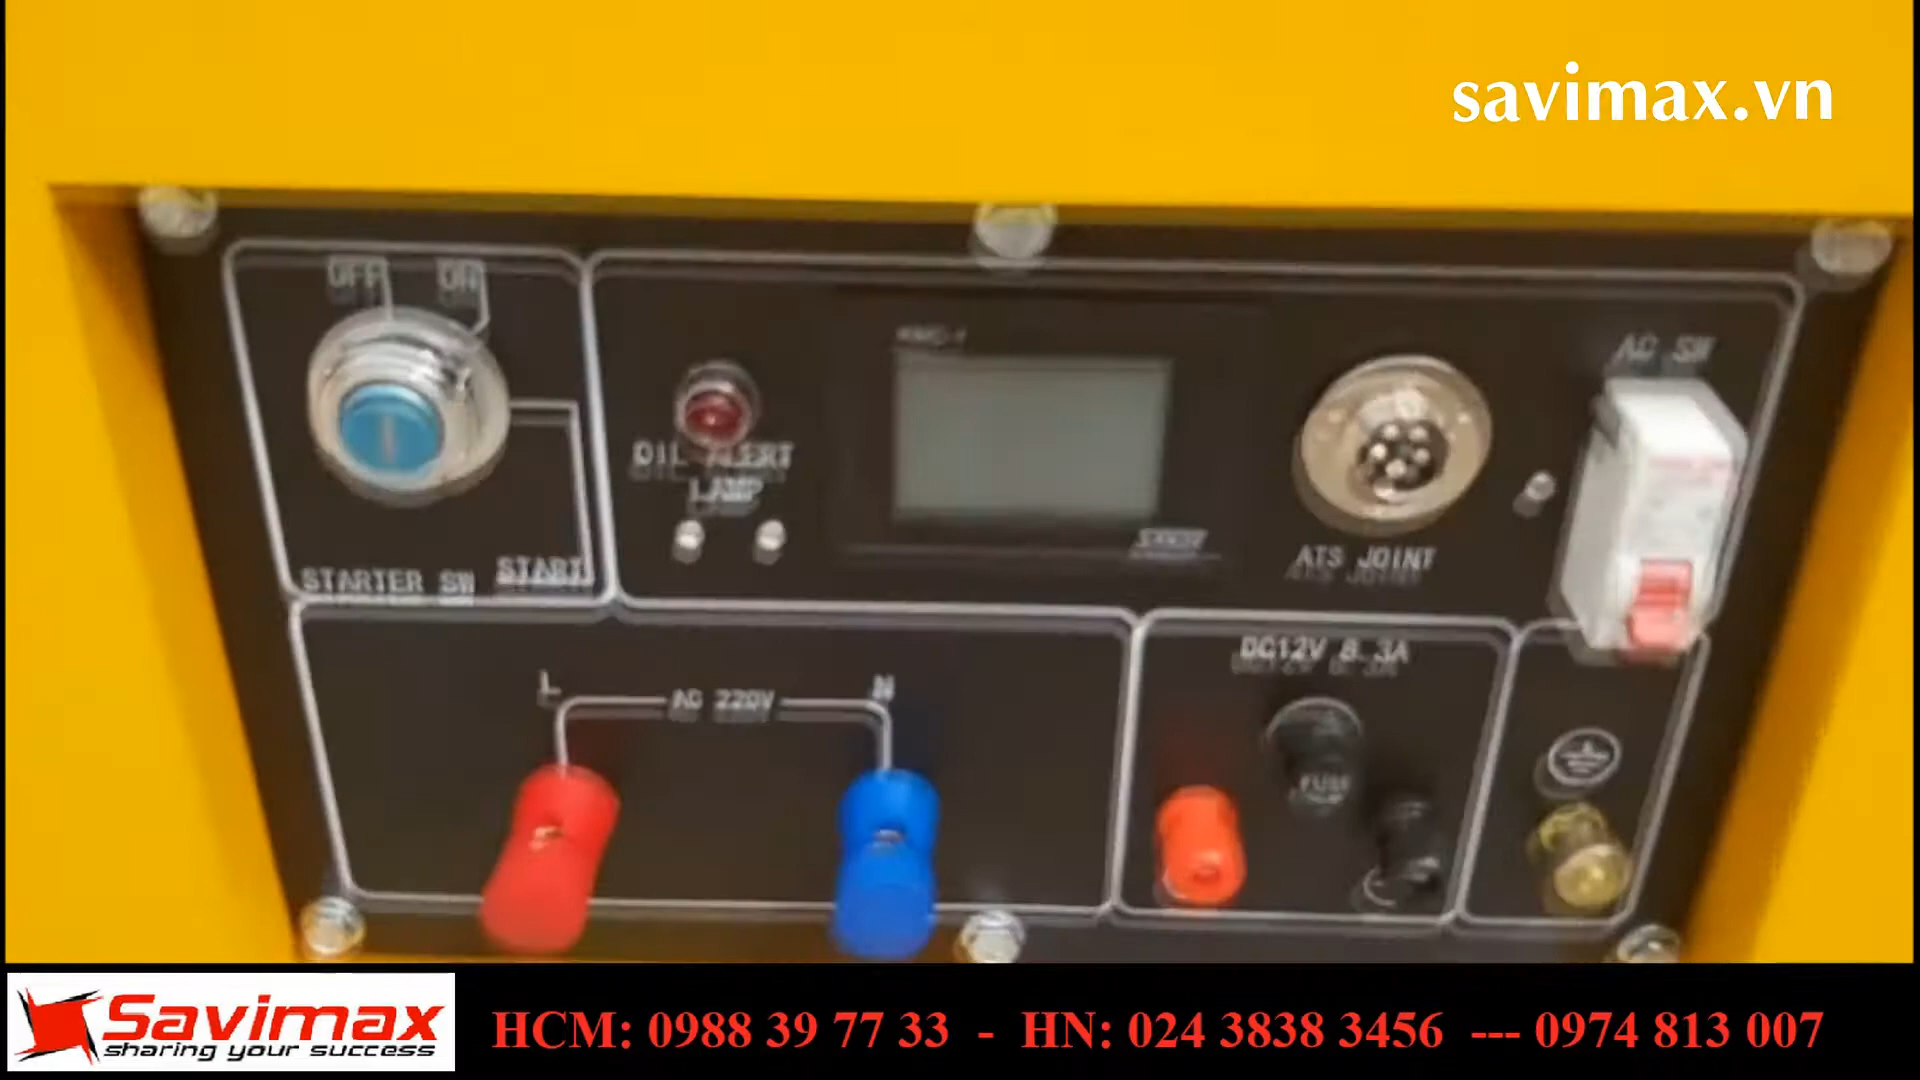 savimax.vn
OFF ON
AC SW
OIL ALERT
LAMP
ATS JOINT
STARTER SW START
DC12V 8.3A
L AC 220V N
FUSE
Savimax
sharing your success
HCM: 0988 39 77 33 - HN: 024 3838 3456 --- 0974 813 007